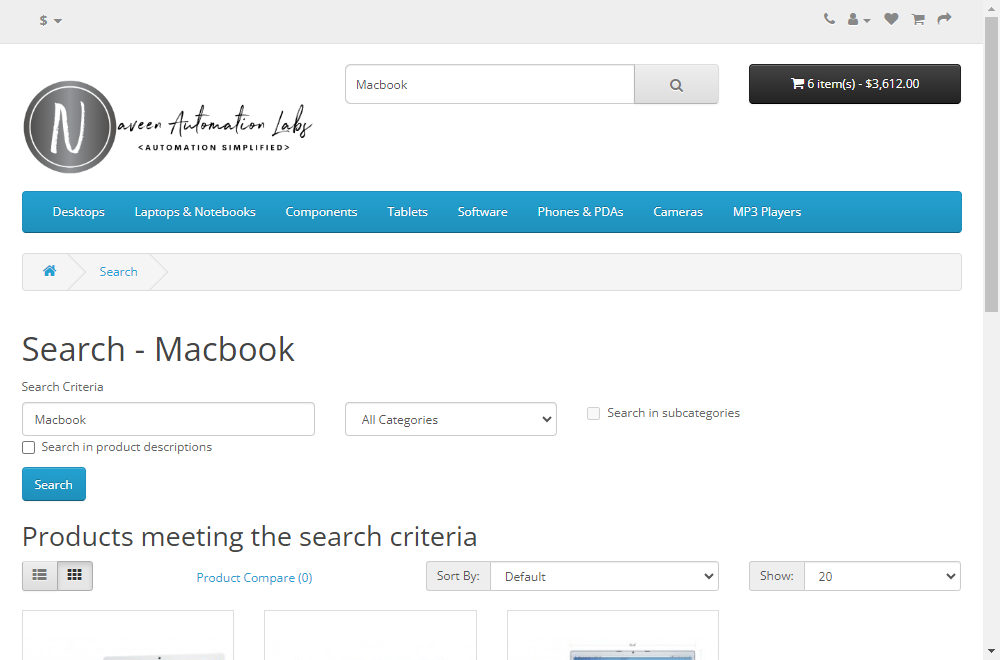 $
Macbook
6 item(s) - $3,612.00
N
aveen Automation Labs
<AUTOMATION SIMPLIFIED>
Desktops
Laptops & Notebooks
Components
Tablets
Software
Phones & PDAs
Cameras
MP3 Players
Search
Search - Macbook
Search Criteria
Macbook
All Categories
Search in subcategories
Search in product descriptions
Search
Products meeting the search criteria
Product Compare (0)
Sort By:
Default
Show:
20